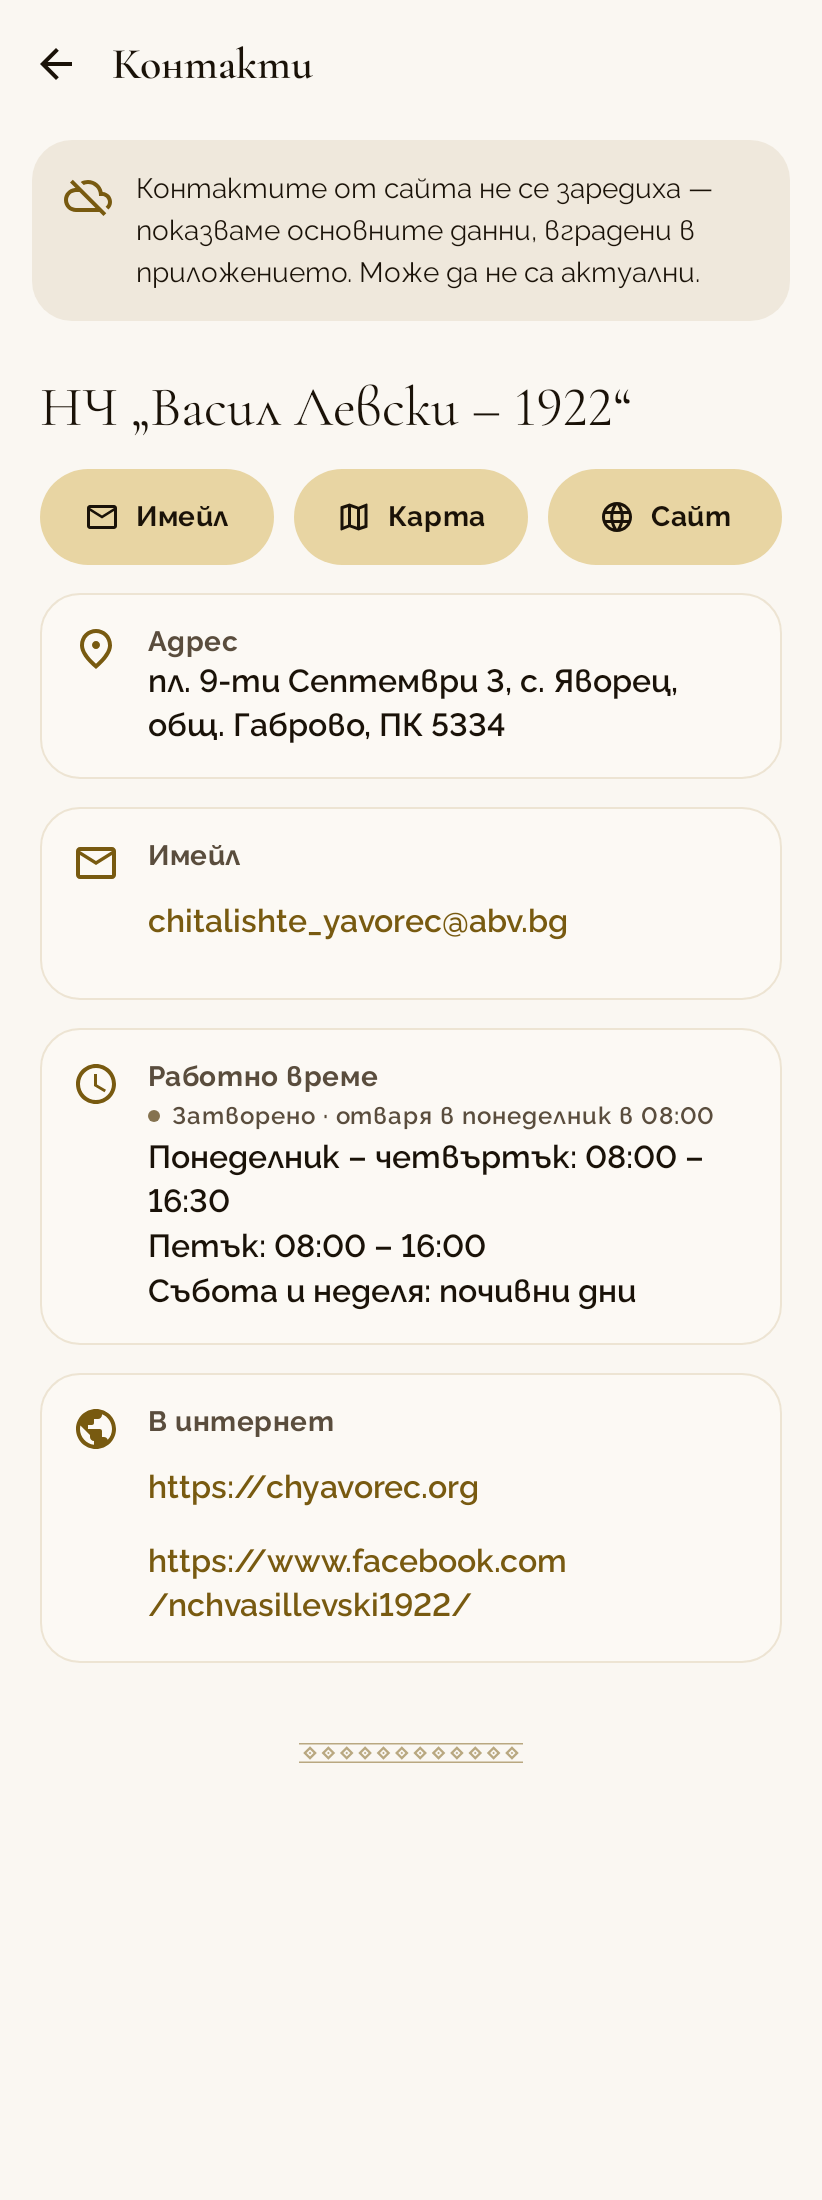 Контакти
Контактите от сайта не се заредиха —
показваме основните данни, вградени в
приложението. Може да не са актуални.
НЧ „Васил Левски – 1922“
Имейл
Карта
Сайт
Адрес
пл. 9-ти Септември 3, с. Яворец,
общ. Габрово, ПК 5334
Имейл
chitalishte_yavorec@abv.bg
Работно време
Затворено · отваря в понеделник в 08:00
Понеделник – четвъртък: 08:00 –
16:30
Петък: 08:00 – 16:00
Събота и неделя: почивни дни
В интернет
https://chyavorec.org
https://www.facebook.com
/nchvasillevski1922/